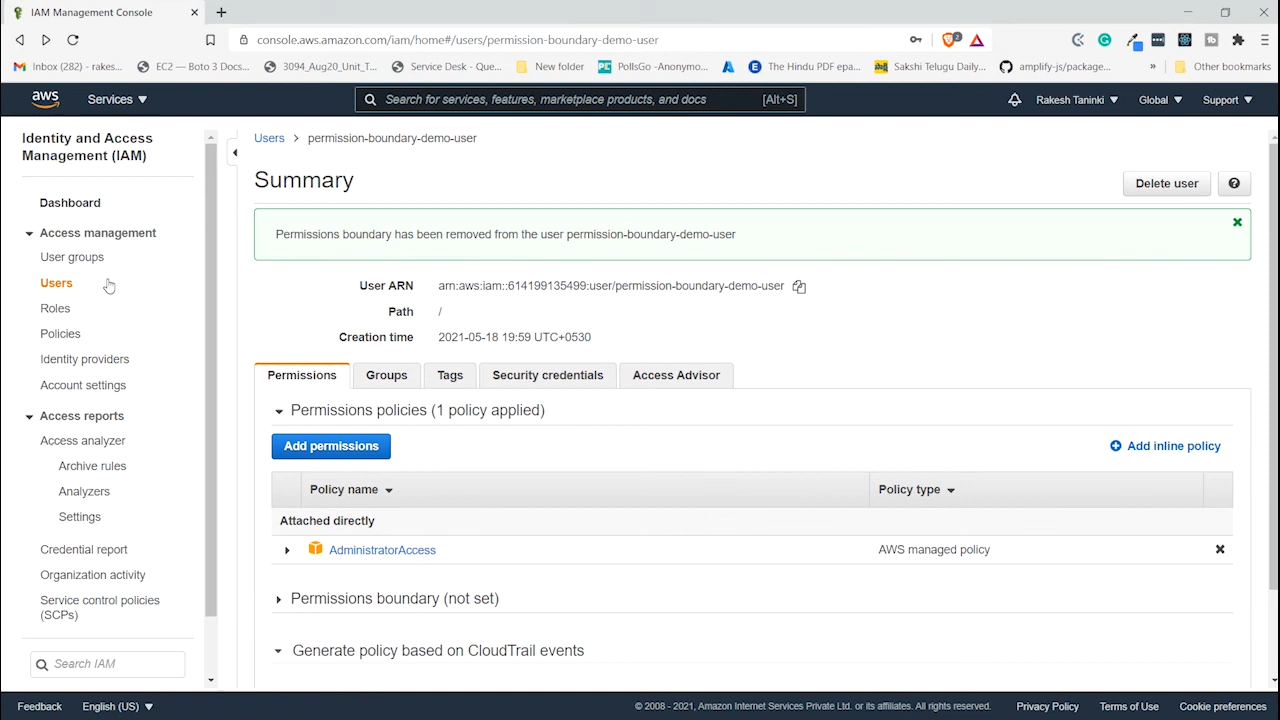 IAM Management Console
console.aws.amazon.com/iam/home#/users/permission-boundary-demo-user
2
Inbox (282) - rakes...
EC2 — Boto 3 Docs...
3094_Aug20_Unit_T...
Service Desk - Que...
New folder
PollsGo -Anonymo...
The Hindu PDF epa...
Sakshi Telugu Daily...
amplify-js/package...
»
Other bookmarks
aws
Services
Search for services, features, marketplace products, and docs
[Alt+S]
Rakesh Taninki
Global
Support
Identity and Access
Management (IAM)
Dashboard
Access management
User groups
Users
Roles
Policies
Identity providers
Account settings
Access reports
Access analyzer
Archive rules
Analyzers
Settings
Credential report
Organization activity
Service control policies
(SCPs)
Search IAM
Users > permission-boundary-demo-user
Summary
Delete user
Permissions boundary has been removed from the user permission-boundary-demo-user
User ARN arn:aws:iam::614199135499:user/permission-boundary-demo-user
Path /
Creation time 2021-05-18 19:59 UTC+0530
Permissions
Groups
Tags
Security credentials
Access Advisor
Permissions policies (1 policy applied)
Add permissions
Add inline policy
Policy name
Policy type
Attached directly
AdministratorAccess
AWS managed policy
Permissions boundary (not set)
Generate policy based on CloudTrail events
Feedback
English (US)
© 2008 - 2021, Amazon Internet Services Private Ltd. or its affiliates. All rights reserved.
Privacy Policy
Terms of Use
Cookie preferences